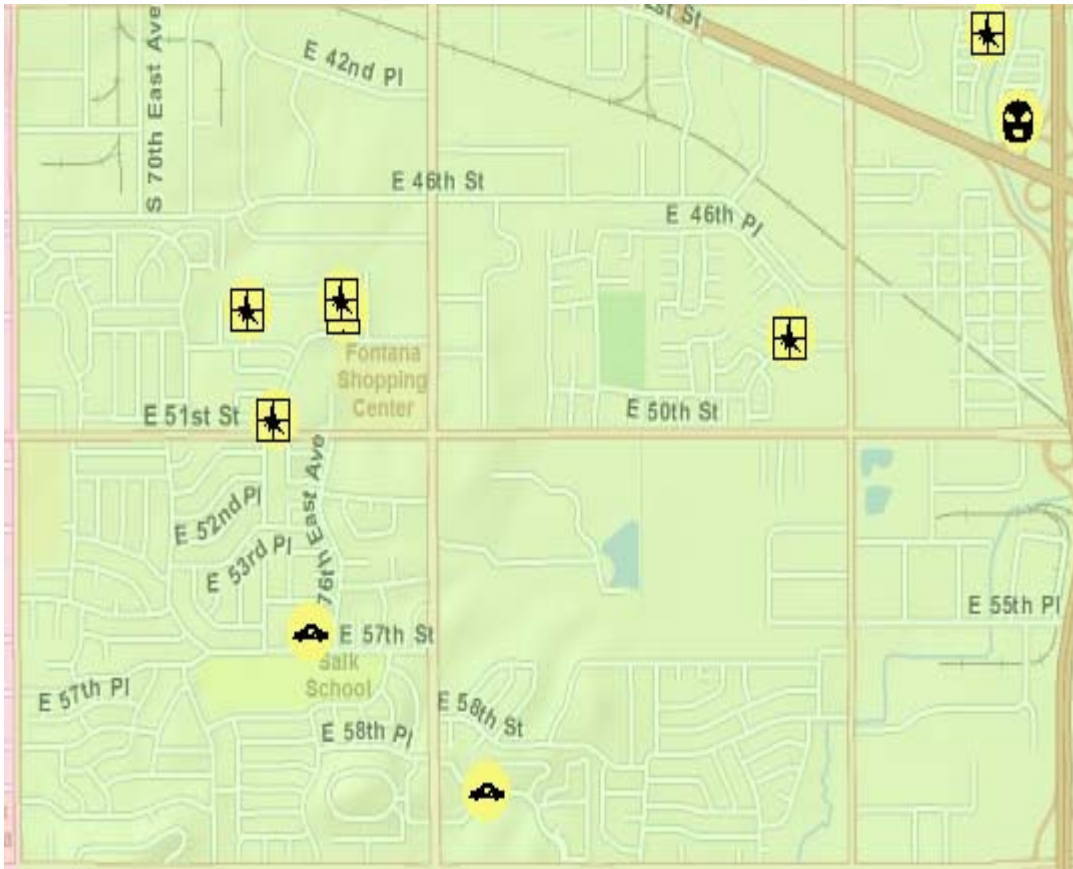 E 42nd Pl
S 70th East Ave
E 46th St
E 46th Pl
Fontana
Shopping
Center
E 51st St
E 50th St
76th East Ave
E 52nd Pl
E 53rd Pl
E 55th Pl
E 57th St
Salk
School
E 57th Pl
E 58th St
E 58th Pl